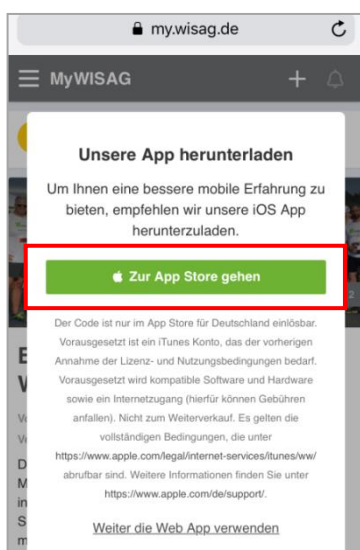 my.wisag.de
MyWISAG
Unsere App herunterladen
Um Ihnen eine bessere mobile Erfahrung zu
bieten, empfehlen wir unsere iOS App
herunterzuladen.
Zur App Store gehen
Der Code ist nur im App Store für Deutschland einlösbar.
Vorausgesetzt ist ein iTunes Konto, das der vorherigen
Annahme der Lizenz- und Nutzungsbedingungen bedarf.
Vorausgesetzt wird kompatible Software und Hardware
sowie ein Internetzugang (hierfür können Gebühren
anfallen). Nicht zum Weiterverkauf. Es gelten die
vollständigen Bedingungen, die unter
https://www.apple.com/legal/internet-services/itunes/ww/
abrufbar sind. Weitere Informationen finden Sie unter
https://www.apple.com/de/support/.
Weiter die Web App verwenden